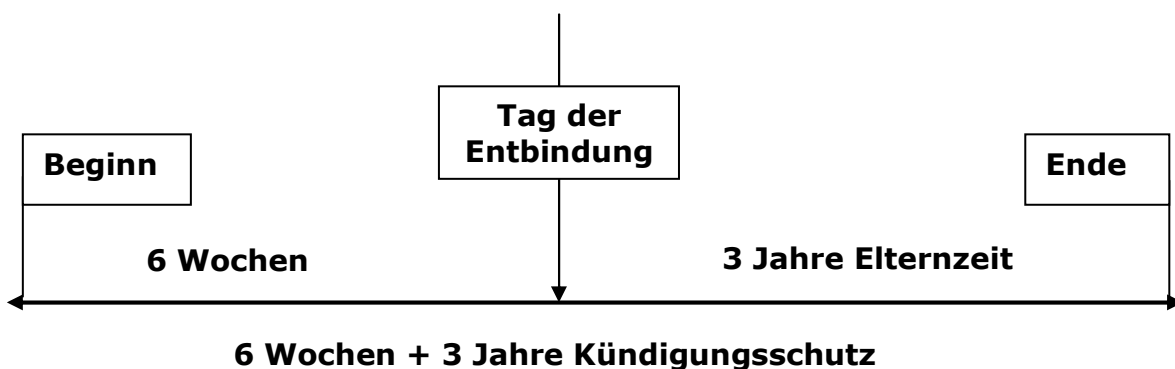 Tag der
Entbindung
Beginn
Ende
6 Wochen
3 Jahre Elternzeit
6 Wochen + 3 Jahre Kündigungsschutz